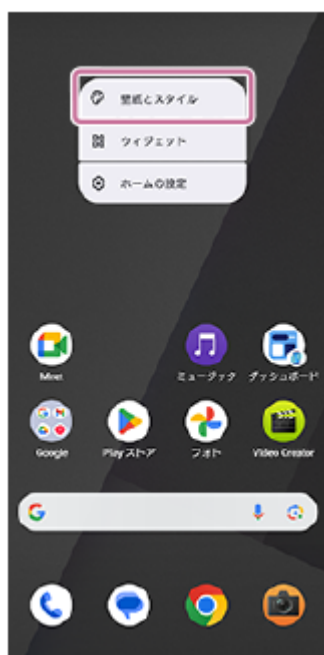 壁紙とスタイル
ウィジェット
ホームの設定
Meet
ミュージック
ダッシュボード
Google
Play ストア
フォト
Video Creator